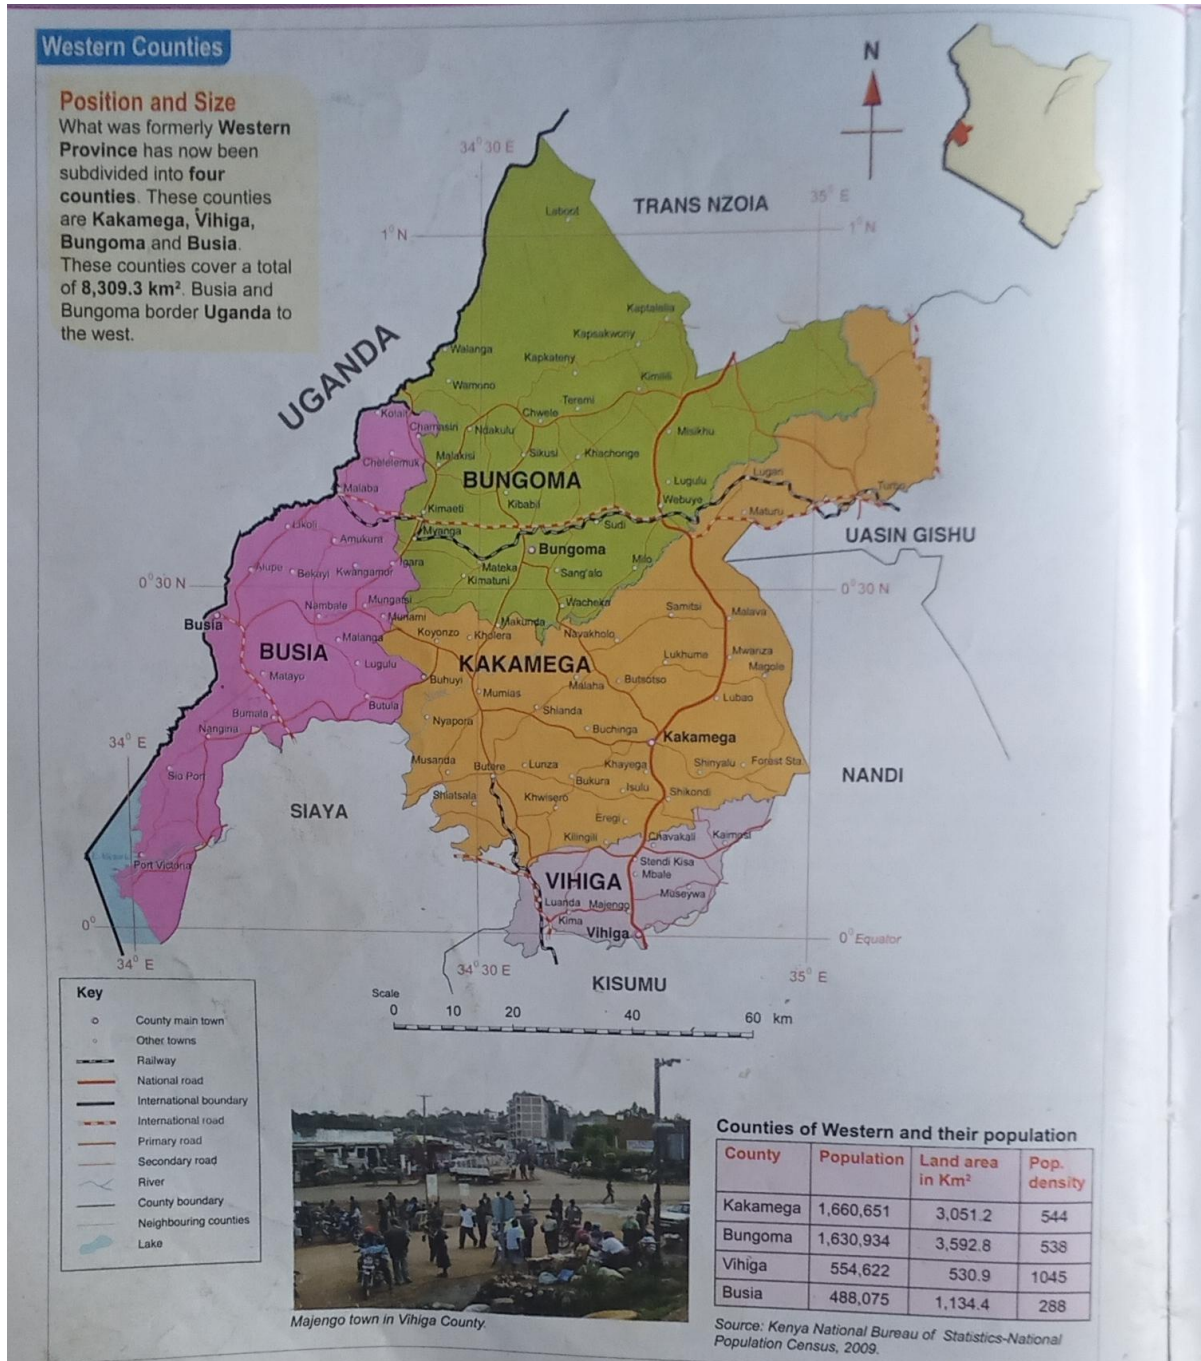 Western Counties
Position and Size
What was formerly Western
Province has now been
subdivided into four
counties. These counties
are Kakamega, Vihiga,
Bungoma and Busia.
These counties cover a total
of 8,309.3 km². Busia and
Bungoma border Uganda to
the west.
N
34° 30 E
35° E
TRANS NZOIA
Laboot
1° N
1° N
Kaptalelia
Kapsakwony
Walanga
Kapkateny
UGANDA
Kimilili
Wamono
Teremi
Kolait
Chwele
Chamasiri
Ndakulu
Misikhu
Malakisi
Sikusi
Khachonge
Chelelemuk
Lugari
BUNGOMA
Lugulu
Malaba
Turbo
Webuye
Kibabii
Kimaeti
Maturu
Sudi
Likoli
Myanga
UASIN GISHU
Amukura
Bungoma
Igara
Milo
Alupe
Bekayi
Kwangamor
Mateka
Sang'alo
Kimatuni
0° 30 N
0° 30 N
Nambale
Mungatsi
Wacheka
Samitsi
Malava
Busia
Munami
Makunda
Malanga
Koyonzo
Kholera
Navakholo
BUSIA
Lugulu
KAKAMEGA
Lukhuma
Mwanza
Magole
Matayo
Buhuyi
Malaha
Butsotso
Mumias
Lubao
Butula
Bumala
Nyapora
Shianda
Nangina
Buchinga
Kakamega
34° E
Musanda
Butere
Lunza
Khayega
Shinyalu
Forest Sta
Sio Port
Bukura
NANDI
Isulu
Shiatsala
Khwisero
Shikondi
SIAYA
Eregi
Kilingili
Chavakali
Kaimosi
Port Victoria
Stendi Kisa
VIHIGA
Mbale
Museywa
Luanda
Majengo
Kima
0°
Vihiga
0° Equator
34° E
34° 30 E
35° E
KISUMU
Scale
0 10 20 40 60 km
Key
County main town
Other towns
Railway
National road
International boundary
International road
Primary road
Secondary road
River
County boundary
Neighbouring counties
Lake
Majengo town in Vihiga County.
Counties of Western and their population
County Population Land area in Km² Pop. density
Kakamega 1,660,651 3,051.2 544
Bungoma 1,630,934 3,592.8 538
Vihiga 554,622 530.9 1045
Busia 488,075 1,134.4 288
Source: Kenya National Bureau of Statistics-National
Population Census, 2009.